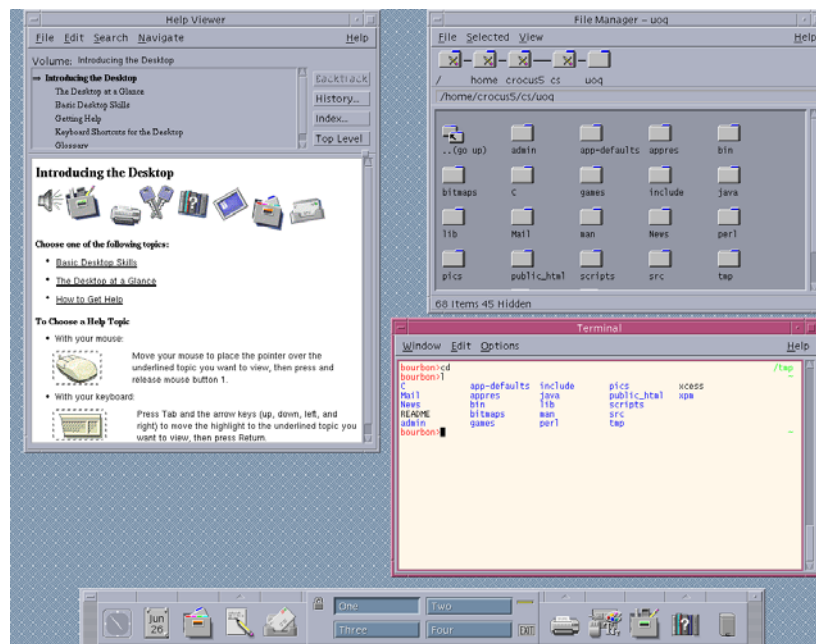 Help Viewer
File Edit Search Navigate Help
Volume: Introducing the Desktop
Introducing the Desktop
The Desktop at a Glance
Basic Desktop Skills
Getting Help
Keyboard Shortcuts for the Desktop
Glossary
Backtrack
History...
Index...
Top Level
Introducing the Desktop
Choose one of the following topics:
• Basic Desktop Skills
• The Desktop at a Glance
• How to Get Help
To Choose a Help Topic
• With your mouse:
Move your mouse to place the pointer over the
underlined topic you want to view, then press and
release mouse button 1.
• With your keyboard:
Press Tab and the arrow keys (up, down, left, and
right) to move the highlight to the underlined topic you
want to view, then press Return.
File Manager – uoq
File Selected View Help
/ home crocus5 cs uoq
/home/crocus5/cs/uoq
..(go up) admin app-defaults appres bin
bitmaps C games include java
lib Mail man News perl
pics public_html scripts src tmp
68 Items 45 Hidden
Terminal
Window Edit Options Help
bourbon>cd /tmp
bourbon>l ~
C app-defaults include pics xcess
Mail appres java public_html xpm
News bin lib scripts
README bitmaps man src
admin games perl tmp
bourbon> ~
Jun
26
One Two
Three Four
EXIT